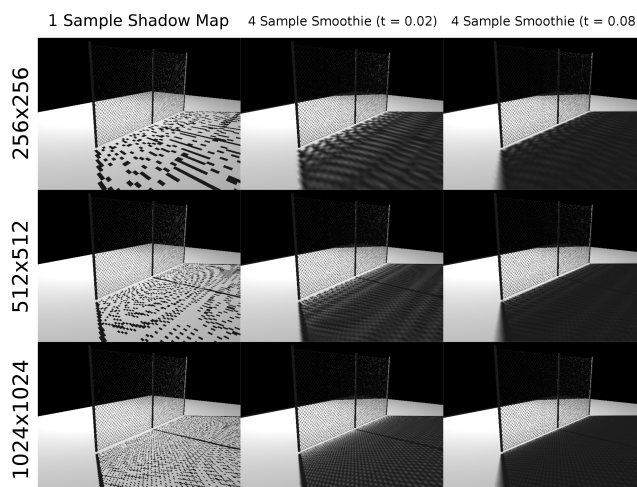 1 Sample Shadow Map
4 Sample Smoothie (t = 0.02)
4 Sample Smoothie (t = 0.08
256x256
512x512
1024x1024